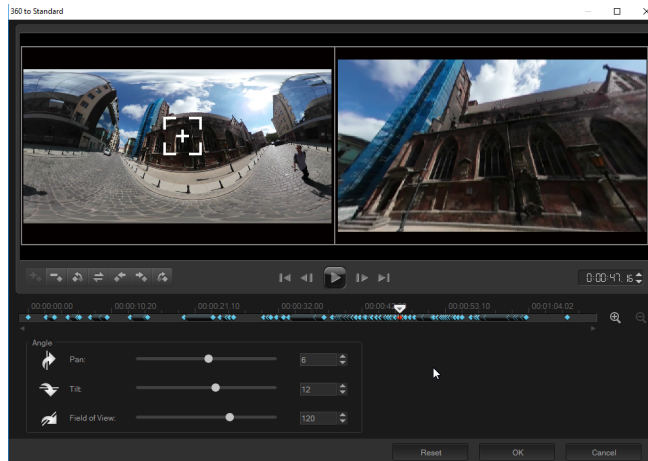 360 to Standard
0:00:47. 16
00:00:00.00 00:00:10.20 00:00:21.10 00:00:32.00 00:00:53.10 00:01:04.02
Angle
Pan: 6
Tilt: 12
Field of View: 120
Reset OK Cancel